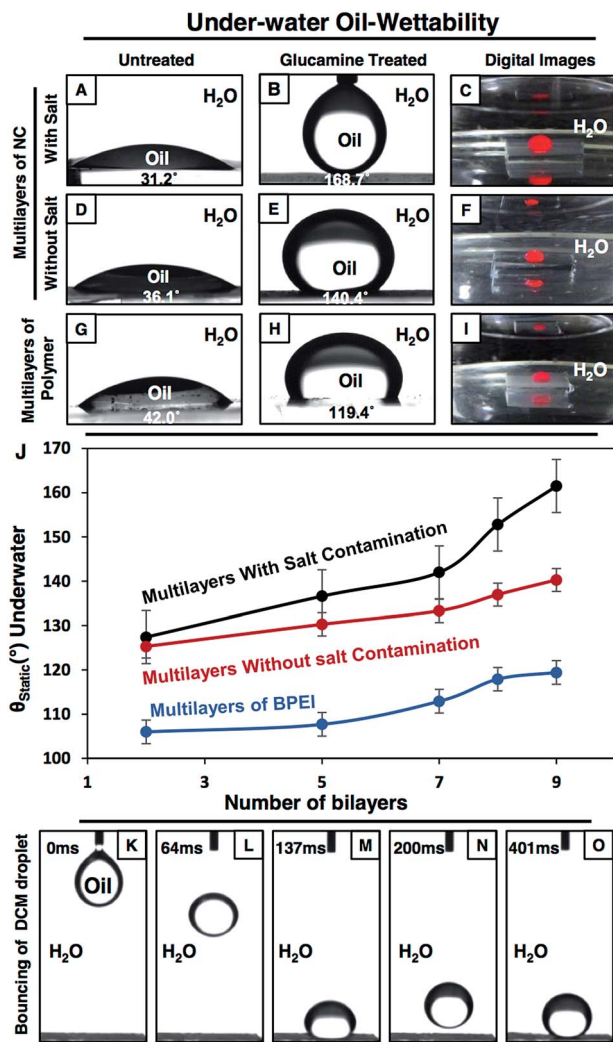 Under-water Oil-Wettability
Untreated
Glucamine Treated
Digital Images
Multilayers of NC
With Salt
A
H₂O
Oil
31.2°
B
H₂O
Oil
168.7°
C
H₂O
Without Salt
D
H₂O
Oil
36.1°
E
H₂O
Oil
140.4°
F
H₂O
Multilayers of
Polymer
G
H₂O
Oil
42.0°
H
H₂O
Oil
119.4°
I
H₂O
J
θStatic(°) Underwater
170
160
150
140
130
120
110
100
Multilayers With Salt Contamination
Multilayers Without salt Contamination
Multilayers of BPEI
1
3
5
7
9
Number of bilayers
Bouncing of DCM droplet
0ms
K
Oil
H₂O
64ms
L
H₂O
137ms
M
H₂O
200ms
N
H₂O
401ms
O
H₂O